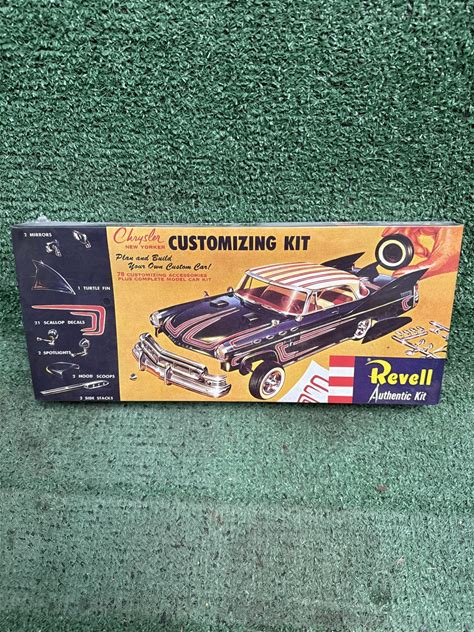 2 MIRRORS
1 TURTLE FIN
21 SCALLOP DECALS
2 SPOTLIGHTS
2 HOOD SCOOPS
2 SIDE STACKS
Chrysler
NEW YORKER
CUSTOMIZING KIT
Plan and Build
Your Own Custom Car!
78 CUSTOMIZING ACCESSORIES
PLUS COMPLETE MODEL CAR KIT
Revell
Authentic Kit